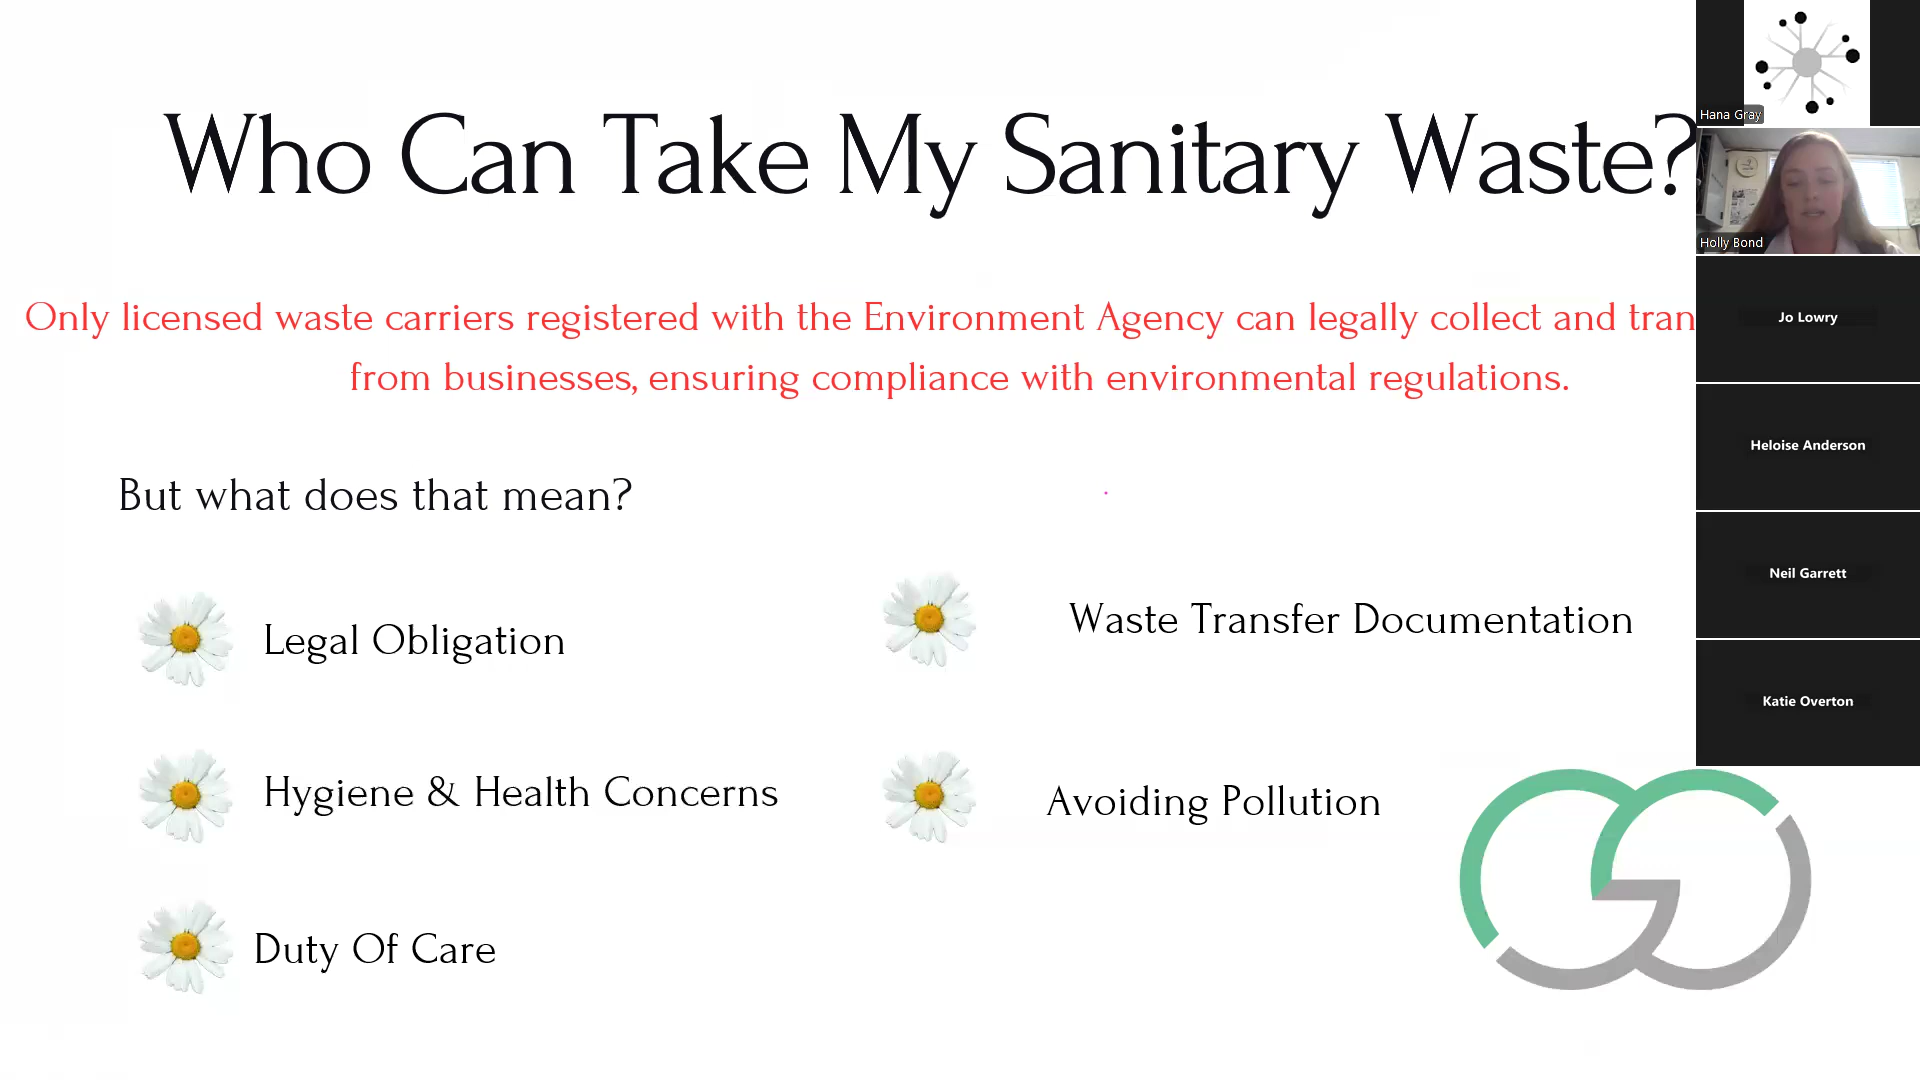 Who Can Take My Sanitary Waste?
Only licensed waste carriers registered with the Environment Agency can legally collect and tran
from businesses, ensuring compliance with environmental regulations.
But what does that mean?
Legal Obligation
Waste Transfer Documentation
Hygiene & Health Concerns
Avoiding Pollution
Duty Of Care
Hana Gray
Holly Bond
Jo Lowry
Heloise Anderson
Neil Garrett
Katie Overton